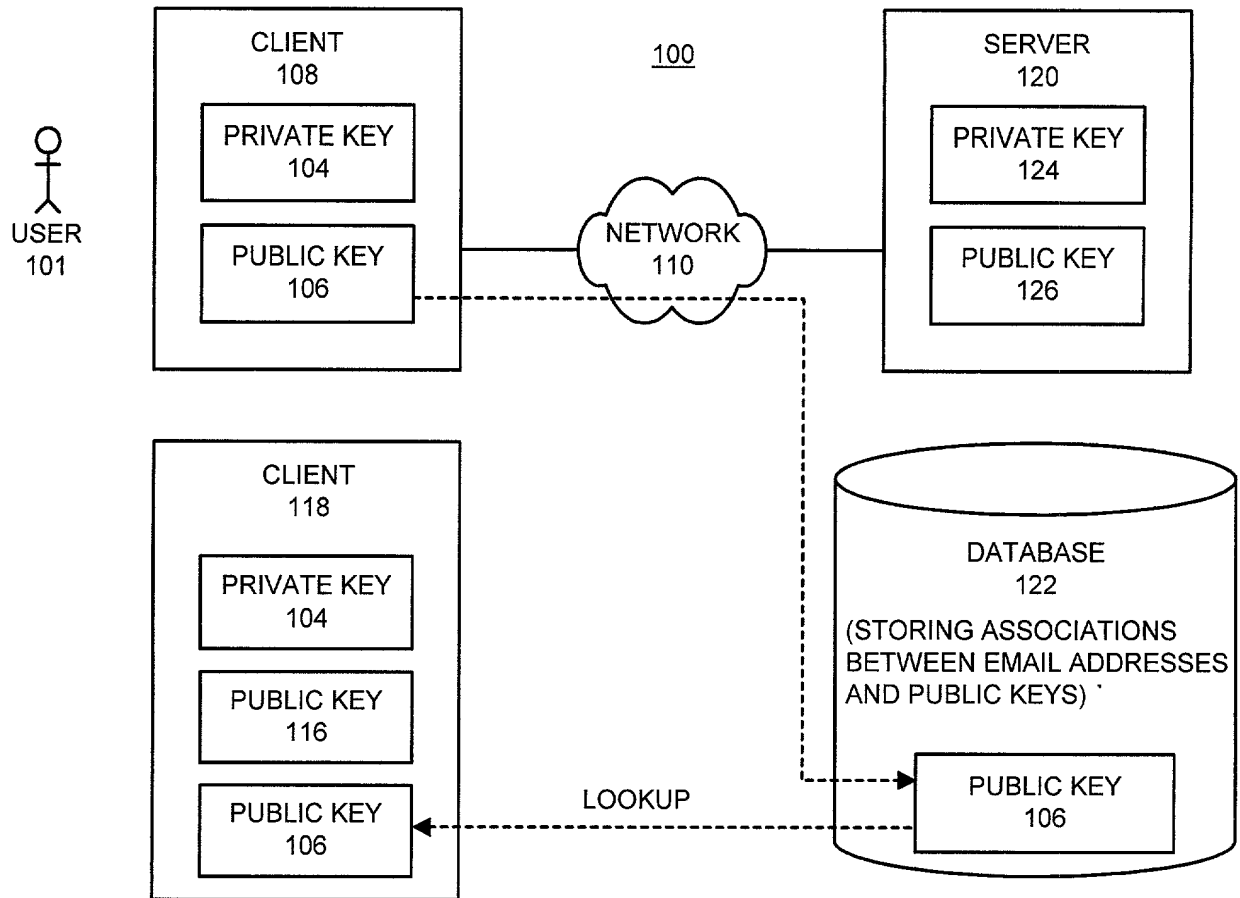 CLIENT
108
PRIVATE KEY
104
PUBLIC KEY
106
USER
101
100
NETWORK
110
SERVER
120
PRIVATE KEY
124
PUBLIC KEY
126
CLIENT
118
PRIVATE KEY
104
PUBLIC KEY
116
PUBLIC KEY
106
LOOKUP
DATABASE
122
(STORING ASSOCIATIONS
BETWEEN EMAIL ADDRESSES
AND PUBLIC KEYS)
PUBLIC KEY
106